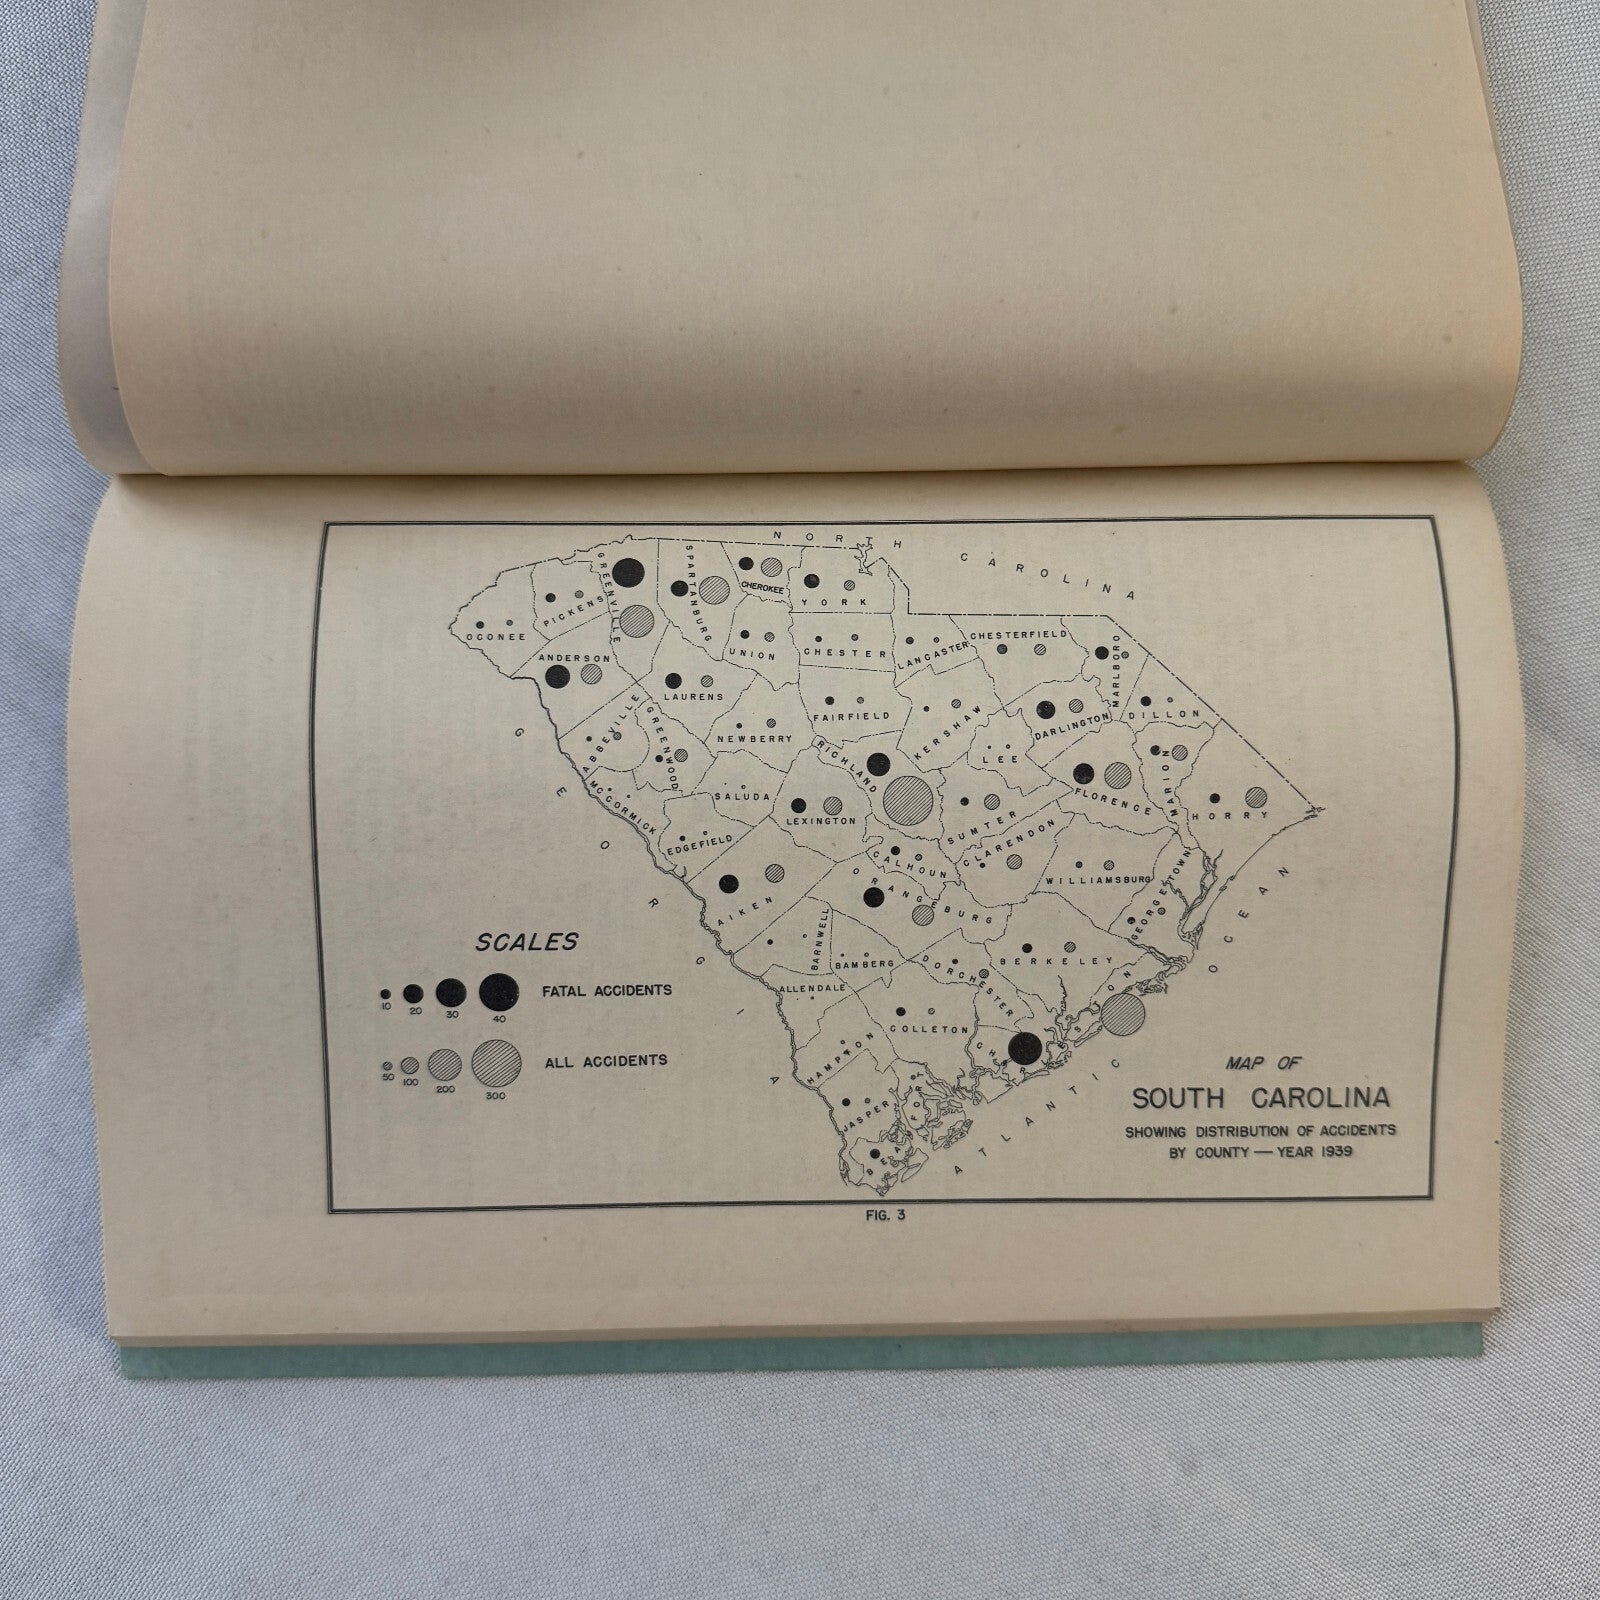 NORTH CAROLINA
OCONEE
PICKENS
GREENVILLE
SPARTANBURG
CHEROKEE
YORK
ANDERSON
LAURENS
UNION
CHESTER
LANCASTER
CHESTERFIELD
MARLBORO
ABBEVILLE
GREENWOOD
NEWBERRY
FAIRFIELD
KERSHAW
DARLINGTON
DILLON
McCORMICK
SALUDA
RICHLAND
LEE
FLORENCE
MARION
HORRY
EDGEFIELD
LEXINGTON
SUMTER
CLARENDON
CALHOUN
AIKEN
ORANGEBURG
WILLIAMSBURG
GEORGETOWN
BARNWELL
BAMBERG
DORCHESTER
BERKELEY
ALLENDALE
COLLETON
CHARLESTON
HAMPTON
JASPER
BEAUFORT
GEORGIA
ATLANTIC OCEAN
SCALES
10 20 30 40 FATAL ACCIDENTS
50 100 200 300 ALL ACCIDENTS
MAP OF
SOUTH CAROLINA
SHOWING DISTRIBUTION OF ACCIDENTS
BY COUNTY — YEAR 1939
FIG. 3